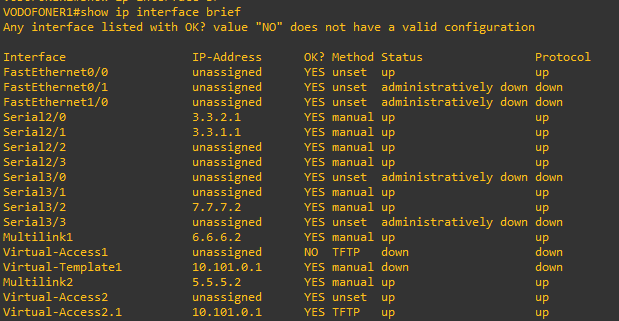 VODOFONER1#show ip interface brief
Any interface listed with OK? value "NO" does not have a valid configuration
Interface IP-Address OK? Method Status Protocol
FastEthernet0/0 unassigned YES unset up up
FastEthernet0/1 unassigned YES unset administratively down down
FastEthernet1/0 unassigned YES unset administratively down down
Serial2/0 3.3.2.1 YES manual up up
Serial2/1 3.3.1.1 YES manual up up
Serial2/2 unassigned YES manual up up
Serial2/3 unassigned YES manual up up
Serial3/0 unassigned YES unset administratively down down
Serial3/1 unassigned YES manual up up
Serial3/2 7.7.7.2 YES manual up up
Serial3/3 unassigned YES unset administratively down down
Multilink1 6.6.6.2 YES manual up up
Virtual-Access1 unassigned NO TFTP down down
Virtual-Template1 10.101.0.1 YES manual down down
Multilink2 5.5.5.2 YES manual up up
Virtual-Access2 unassigned YES unset up up
Virtual-Access2.1 10.101.0.1 YES TFTP up up